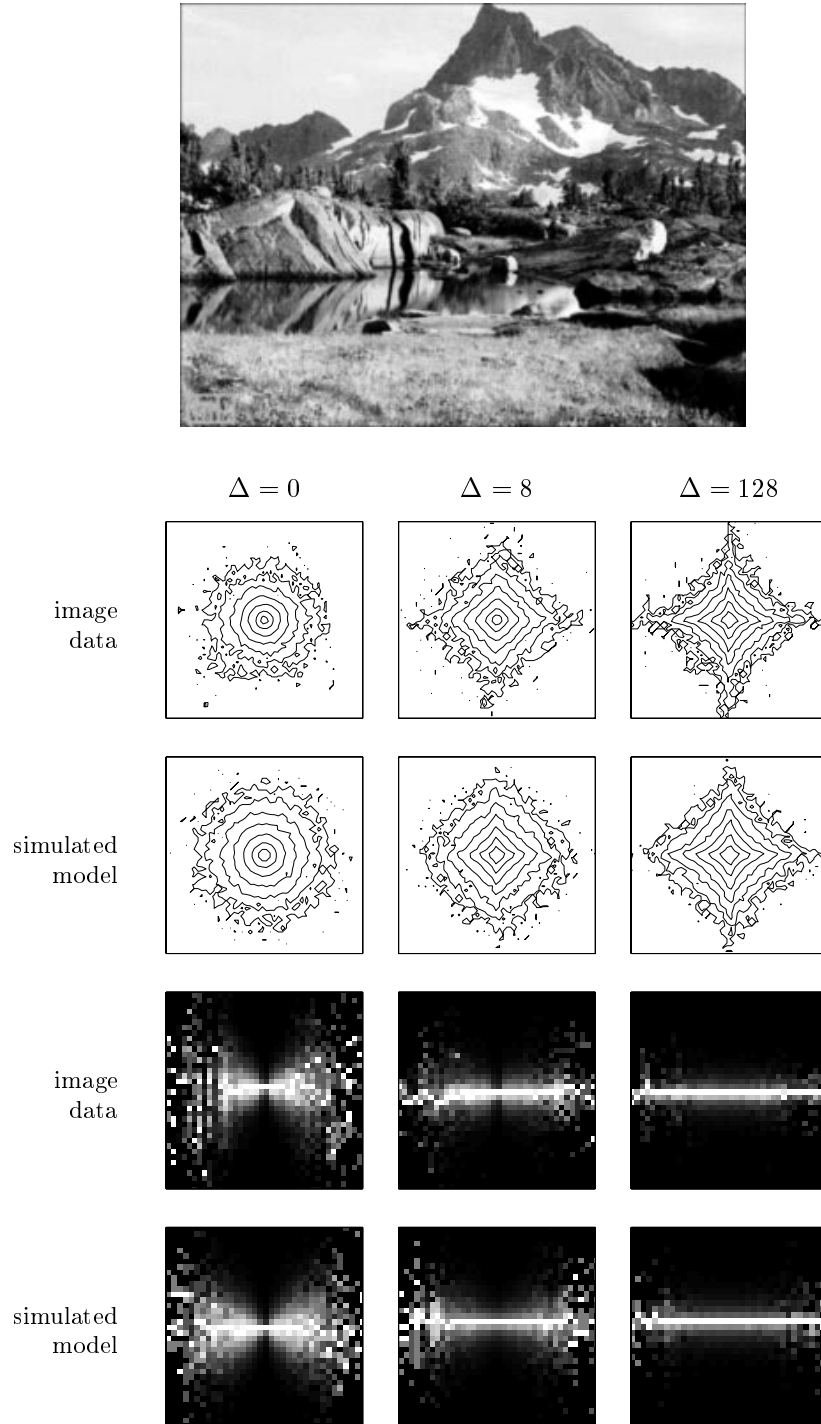 Δ = 0
Δ = 8
Δ = 128
image
data
simulated
model
image
data
simulated
model